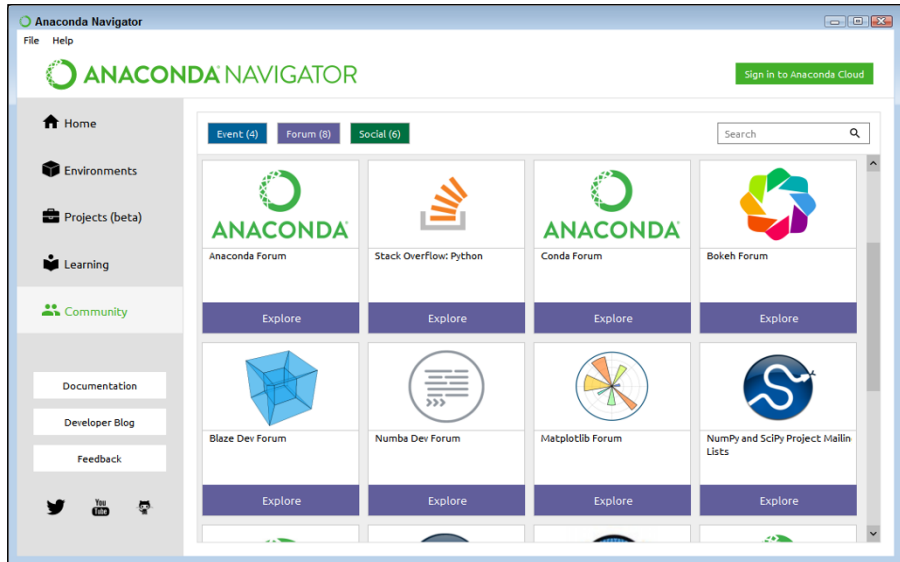 Anaconda Navigator
File Help
ANACONDA NAVIGATOR
Sign in to Anaconda Cloud
Home
Environments
Projects (beta)
Learning
Community
Documentation
Developer Blog
Feedback
You
Tube
Event (4) Forum (8) Social (6)
Search
ANACONDA
ANACONDA
Anaconda Forum
Stack Overflow: Python
Conda Forum
Bokeh Forum
Explore
Explore
Explore
Explore
Blaze Dev Forum
Numba Dev Forum
Matplotlib Forum
NumPy and SciPy Project Mailin
Lists
Explore
Explore
Explore
Explore